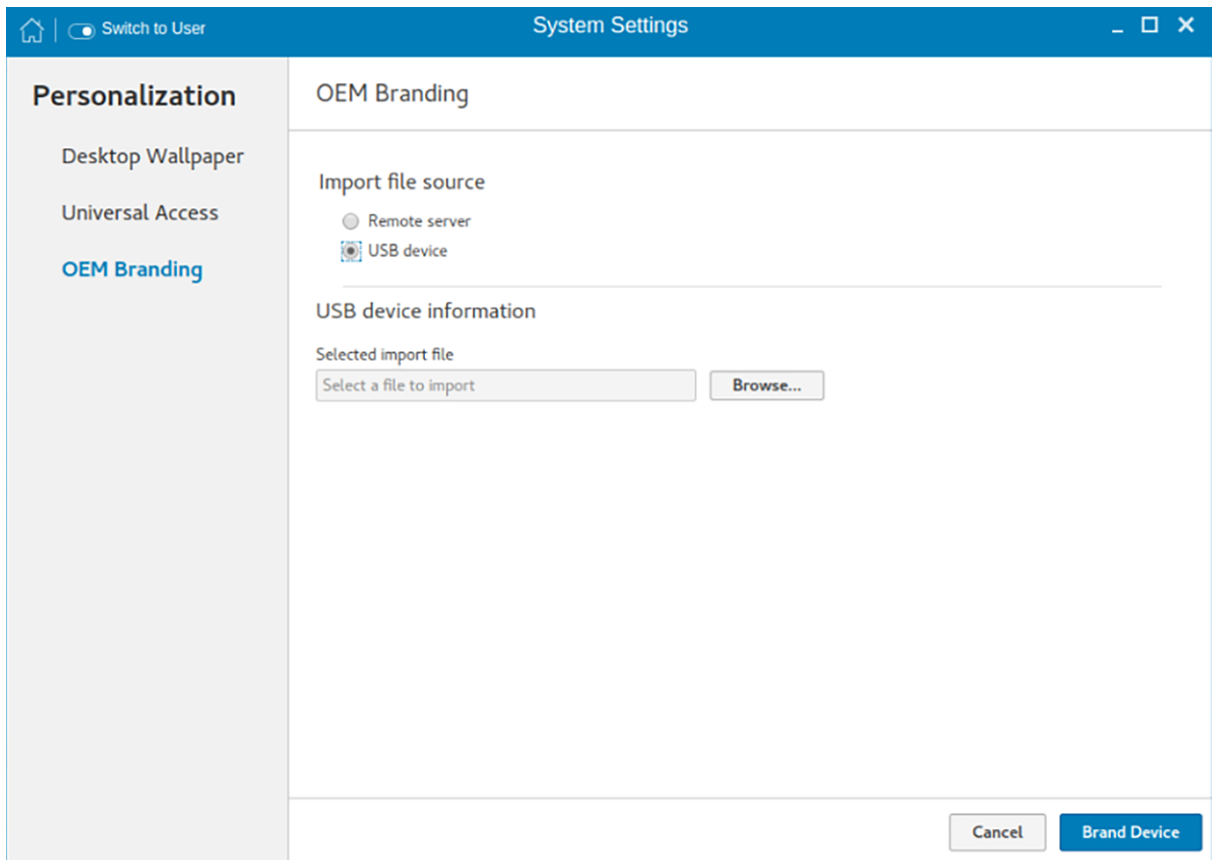 Switch to User
System Settings
Personalization
Desktop Wallpaper
Universal Access
OEM Branding
OEM Branding
Import file source
Remote server
USB device
USB device information
Selected import file
Select a file to import
Browse...
Cancel
Brand Device